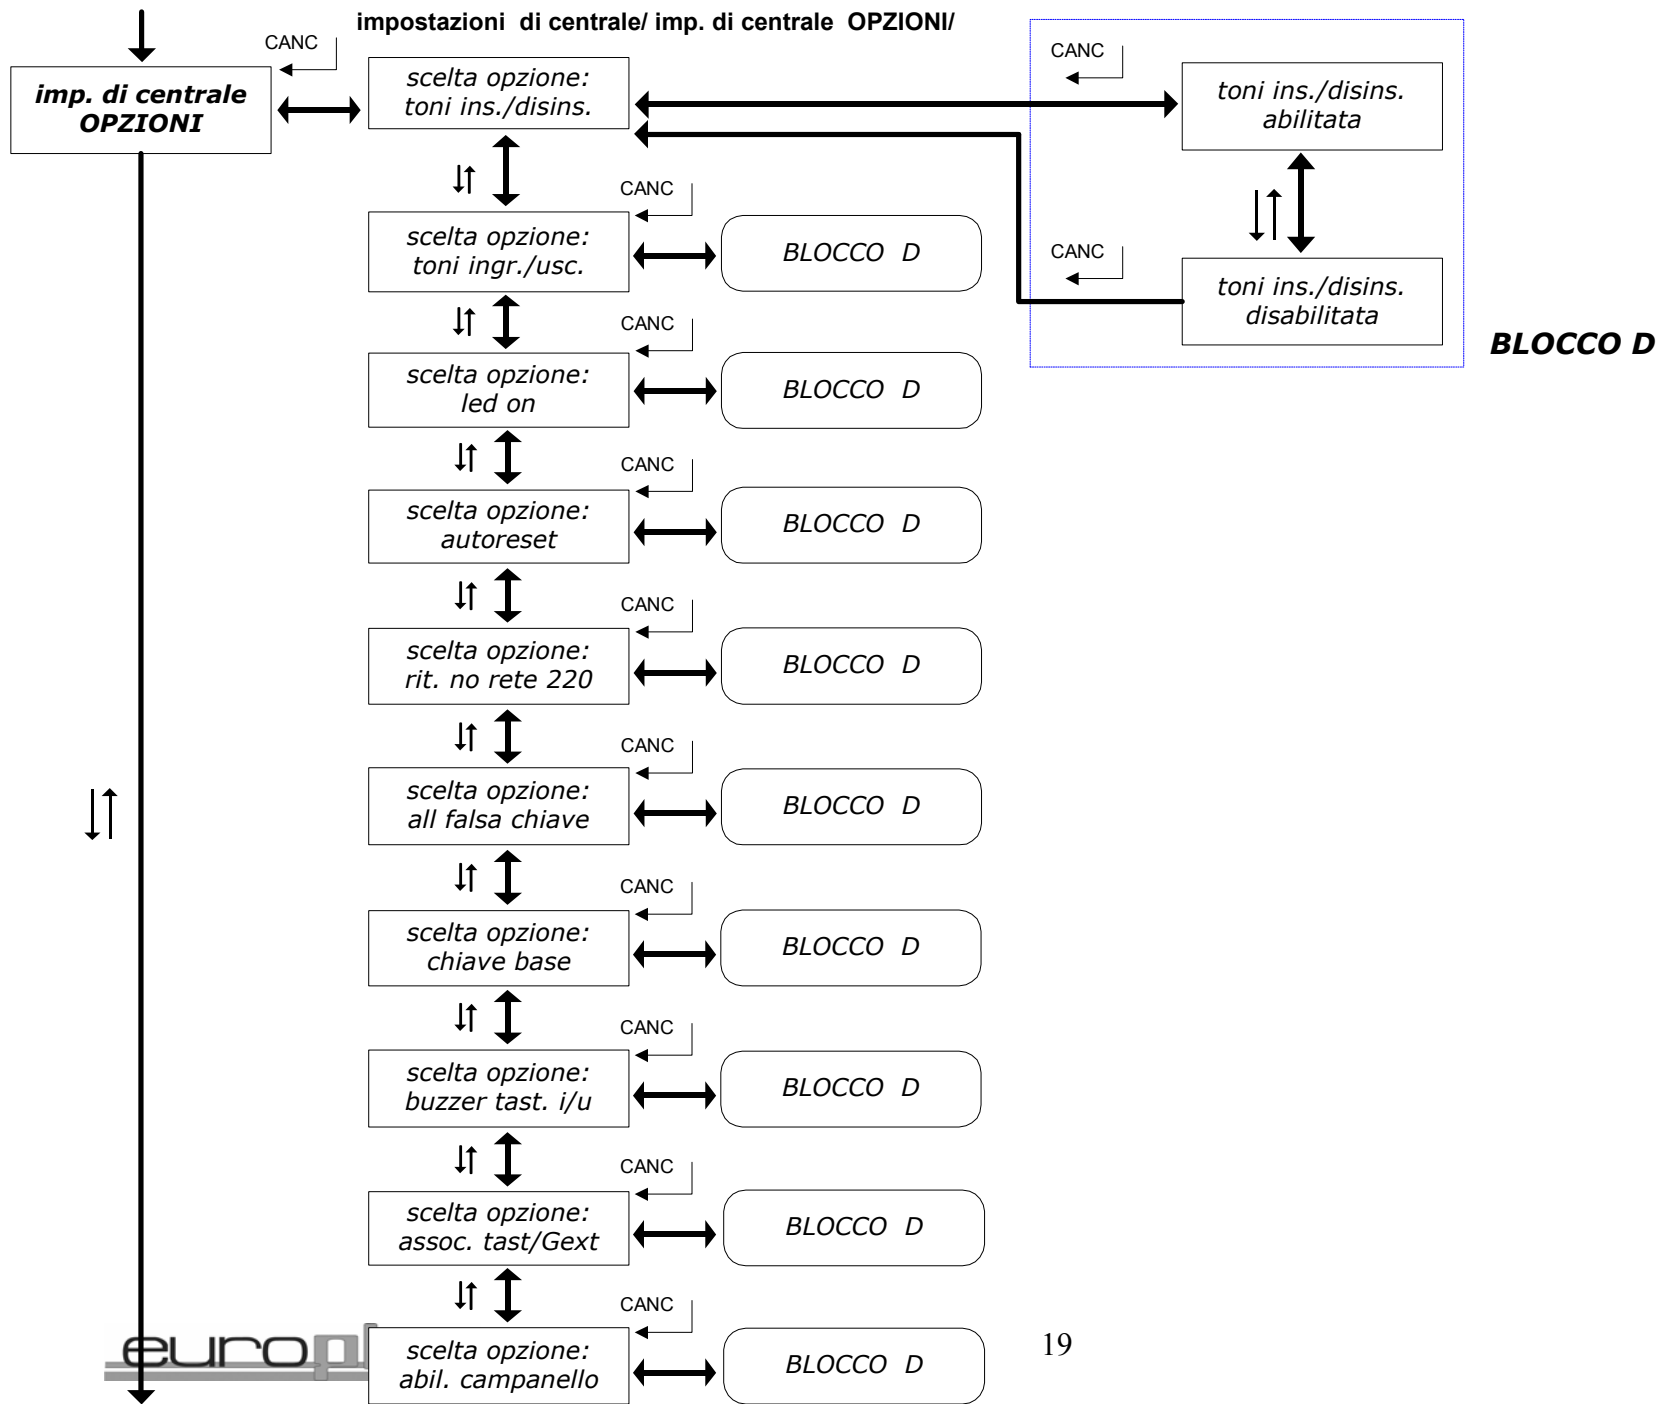 impostazioni di centrale/ imp. di centrale OPZIONI/
CANC
imp. di centrale
OPZIONI
scelta opzione:
toni ins./disins.
CANC
toni ins./disins.
abilitata
CANC
toni ins./disins.
disabilitata
BLOCCO D
CANC
scelta opzione:
toni ingr./usc.
BLOCCO D
CANC
scelta opzione:
led on
BLOCCO D
CANC
scelta opzione:
autoreset
BLOCCO D
CANC
scelta opzione:
rit. no rete 220
BLOCCO D
CANC
scelta opzione:
all falsa chiave
BLOCCO D
CANC
scelta opzione:
chiave base
BLOCCO D
CANC
scelta opzione:
buzzer tast. i/u
BLOCCO D
CANC
scelta opzione:
assoc. tast/Gext
BLOCCO D
CANC
scelta opzione:
abil. campanello
BLOCCO D
19